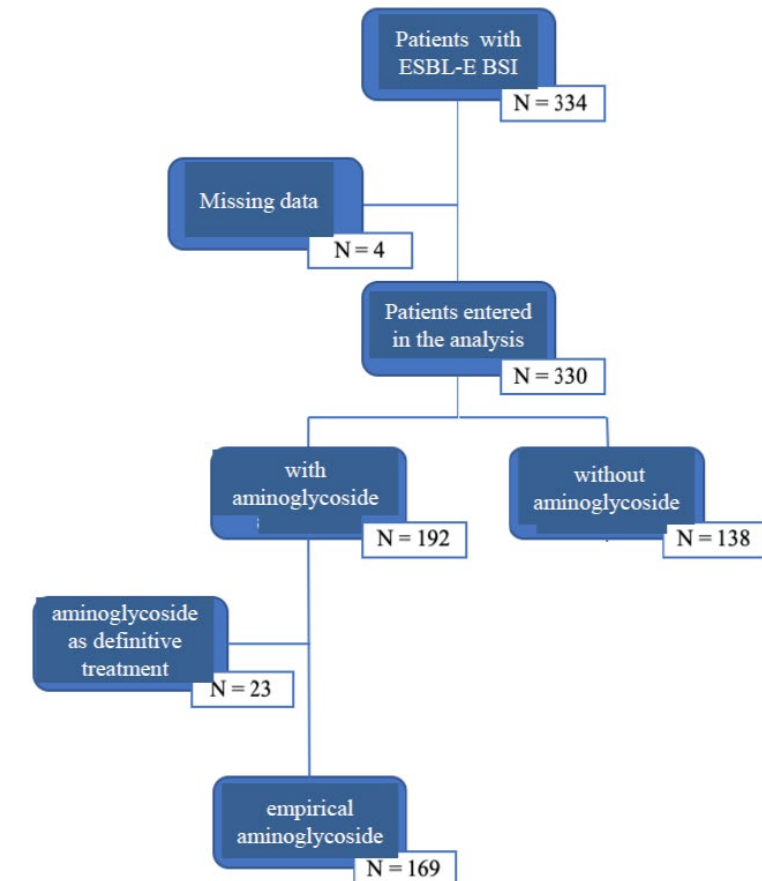 Patients with
ESBL-E BSI
N = 334
Missing data
N = 4
Patients entered
in the analysis
N = 330
with
aminoglycoside
N = 192
without
aminoglycoside
N = 138
aminoglycoside
as definitive
treatment
N = 23
empirical
aminoglycoside
N = 169